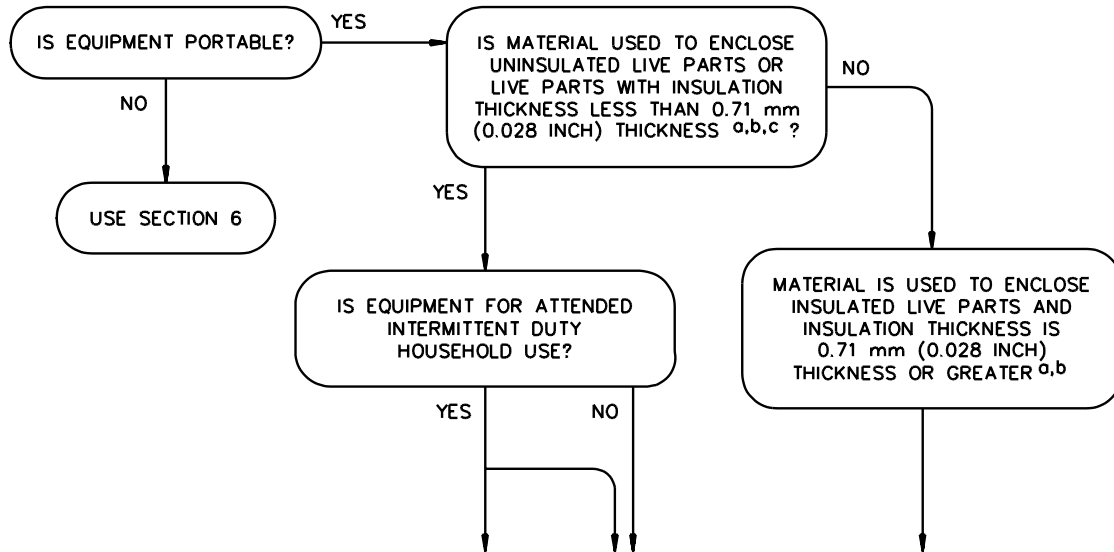 IS EQUIPMENT PORTABLE?
YES
NO
USE SECTION 6
IS MATERIAL USED TO ENCLOSE
UNINSULATED LIVE PARTS OR
LIVE PARTS WITH INSULATION
THICKNESS LESS THAN 0.71 mm
(0.028 INCH) THICKNESS a,b,c ?
NO
YES
IS EQUIPMENT FOR ATTENDED
INTERMITTENT DUTY
HOUSEHOLD USE?
YES
NO
MATERIAL IS USED TO ENCLOSE
INSULATED LIVE PARTS AND
INSULATION THICKNESS IS
0.71 mm (0.028 INCH)
THICKNESS OR GREATER a,b